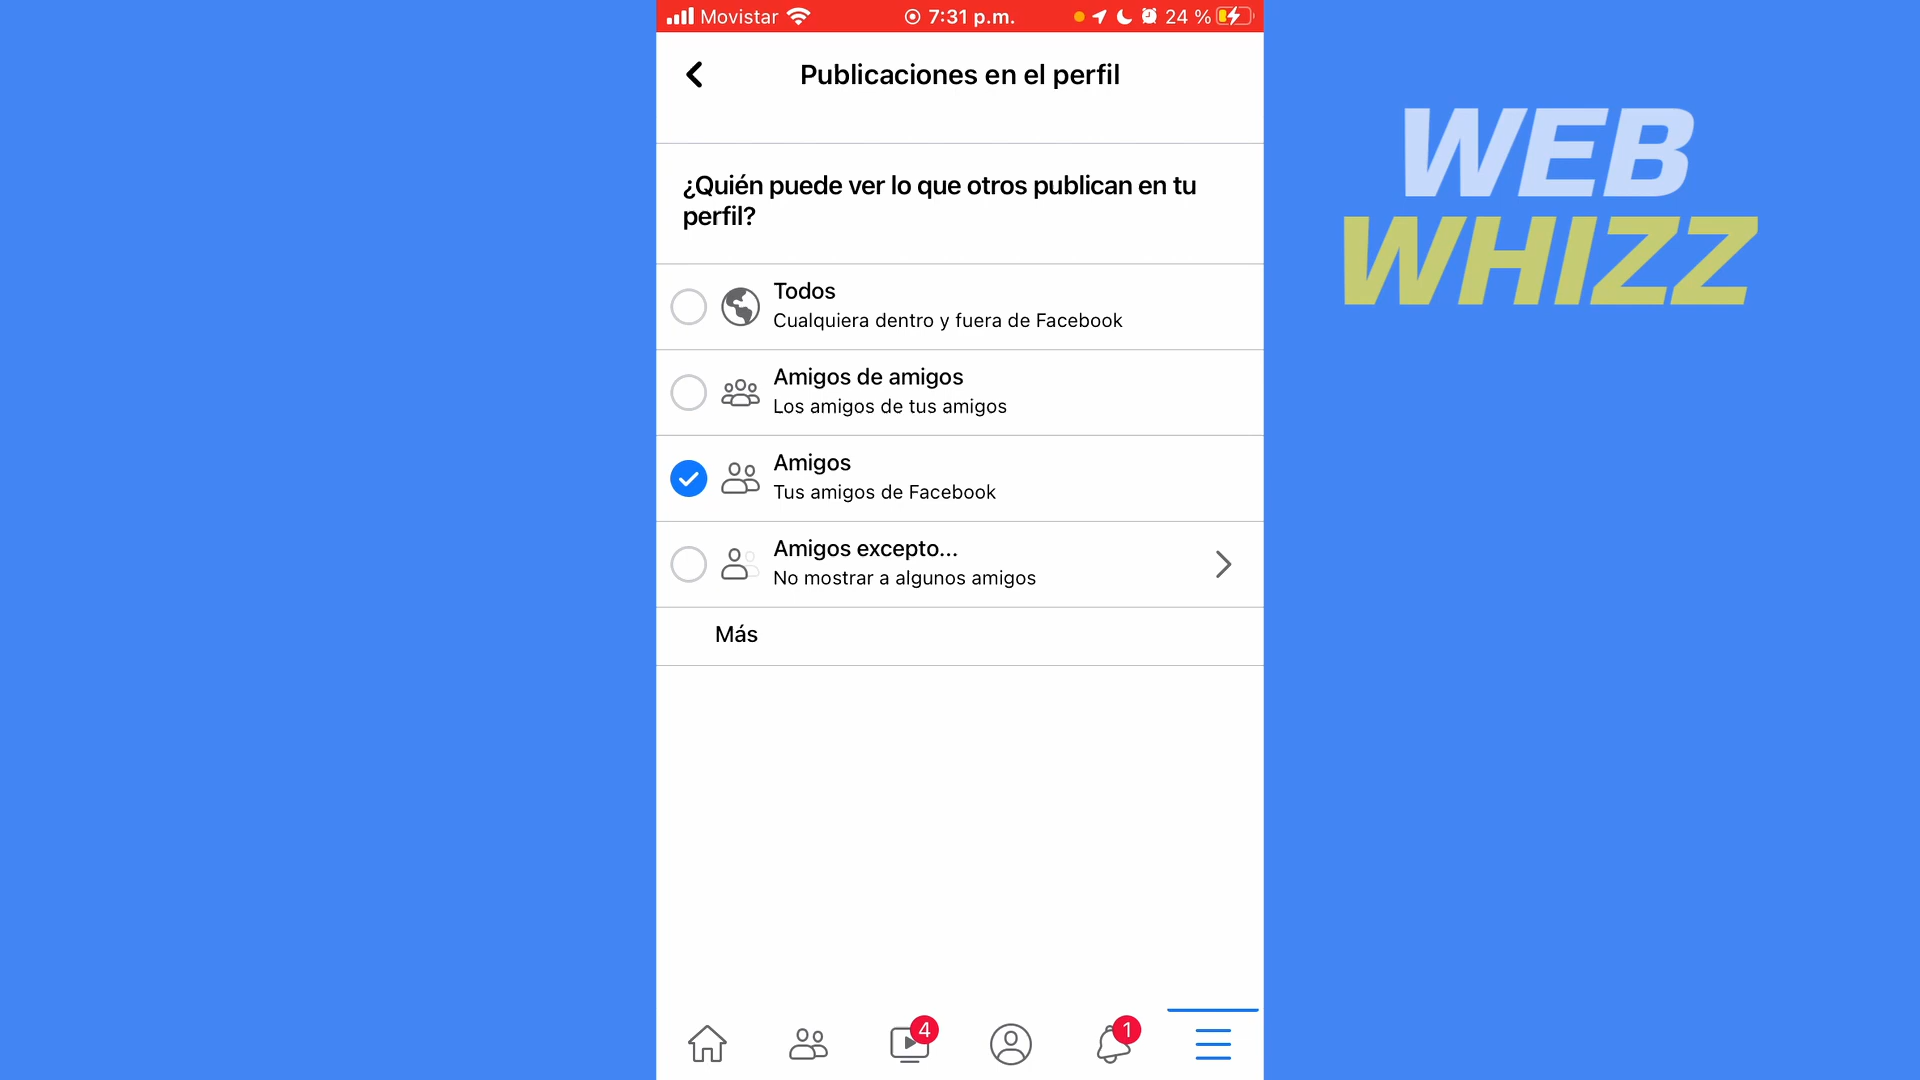 Movistar 7:31 p.m. 24 %
Publicaciones en el perfil
WEB
WHIZZ
¿Quién puede ver lo que otros publican en tu
perfil?
Todos
Cualquiera dentro y fuera de Facebook
Amigos de amigos
Los amigos de tus amigos
Amigos
Tus amigos de Facebook
Amigos excepto...
No mostrar a algunos amigos
Más
4
1